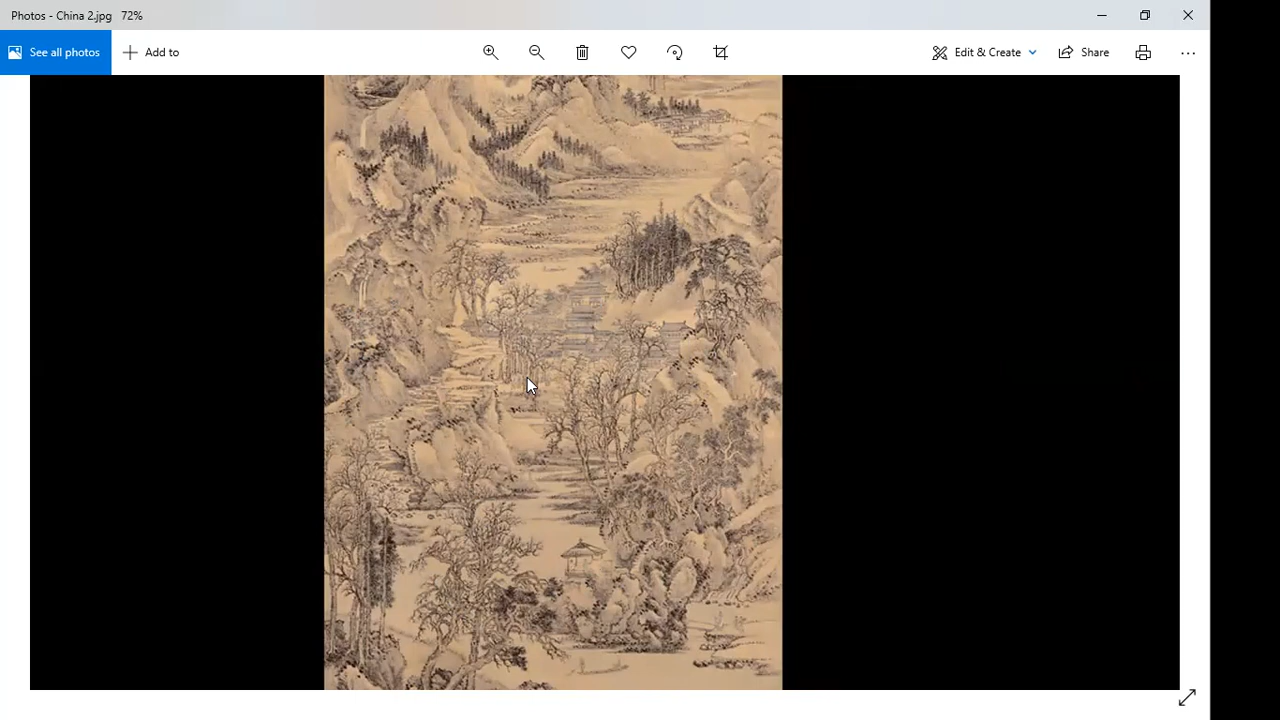 Photos - China 2.jpg 72%
See all photos
Add to
Edit & Create
Share